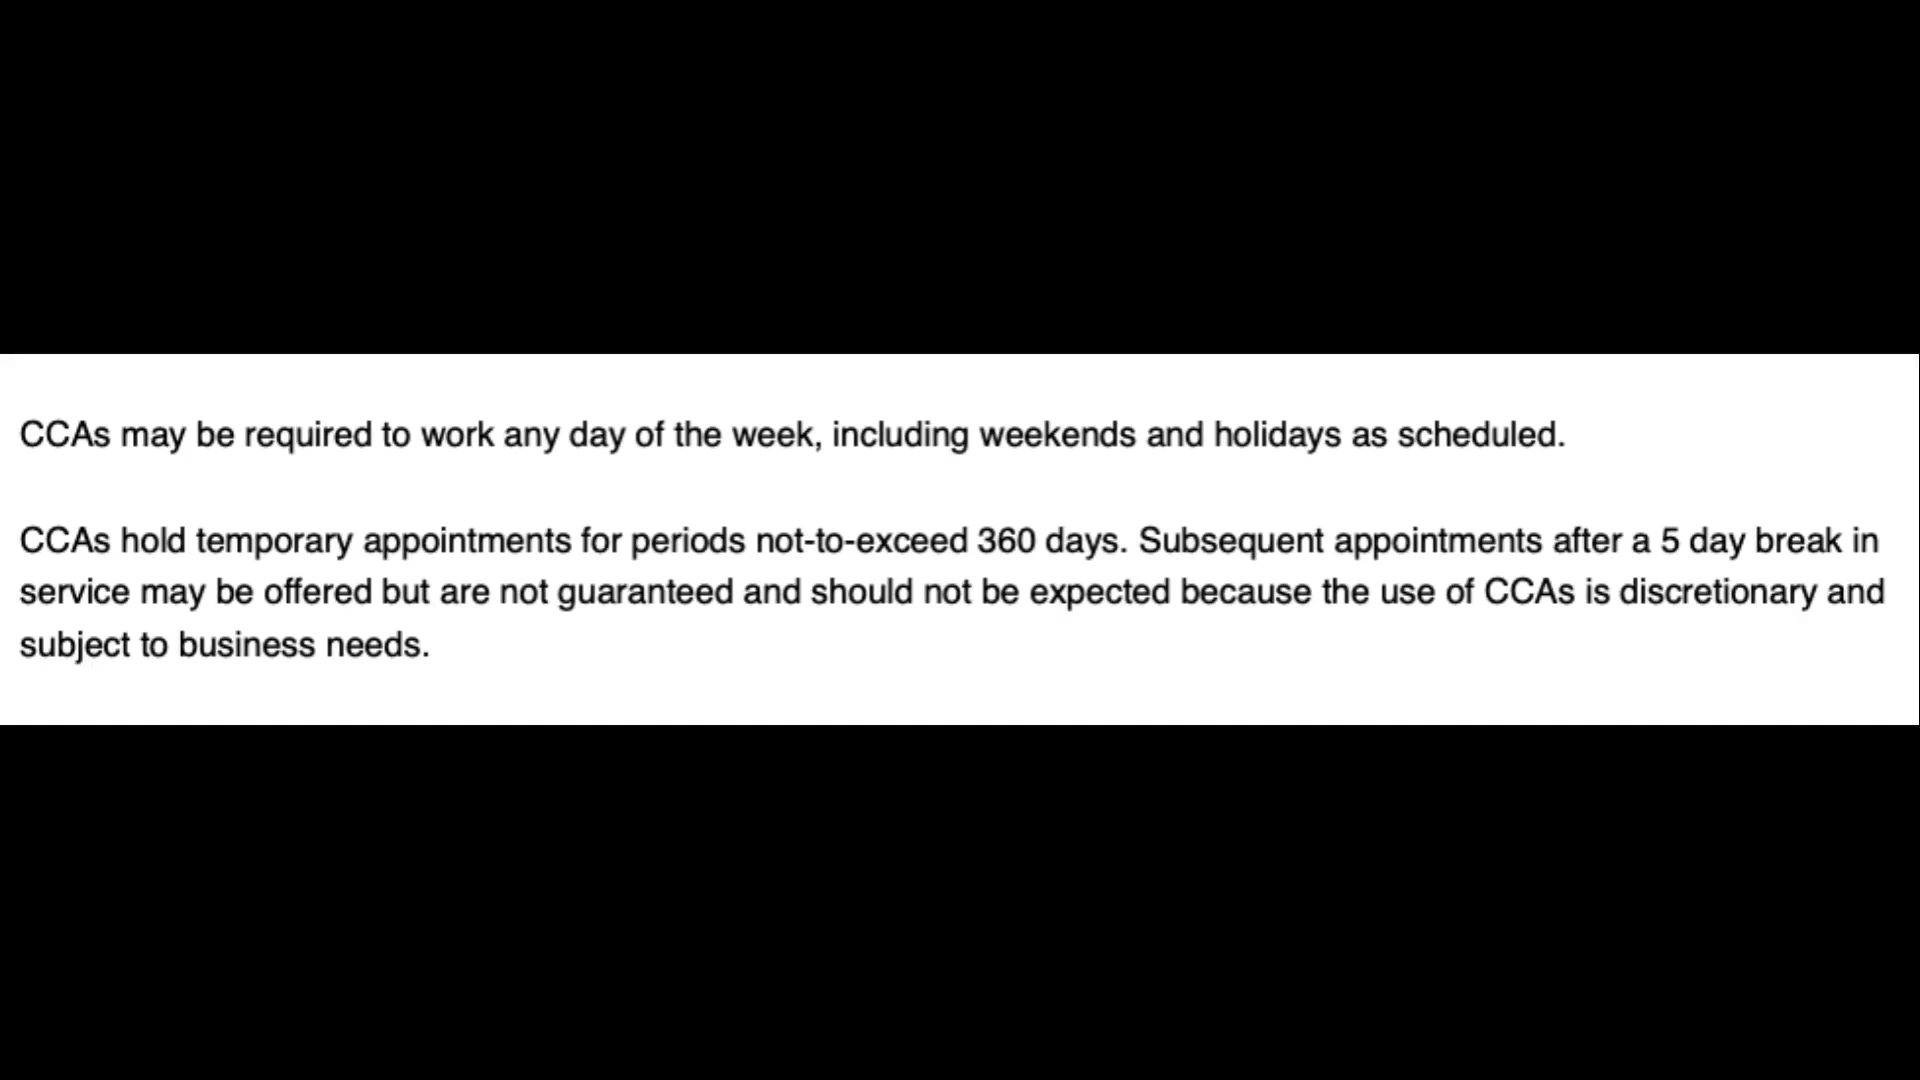 CCAs may be required to work any day of the week, including weekends and holidays as scheduled.
CCAs hold temporary appointments for periods not-to-exceed 360 days. Subsequent appointments after a 5 day break in
service may be offered but are not guaranteed and should not be expected because the use of CCAs is discretionary and
subject to business needs.